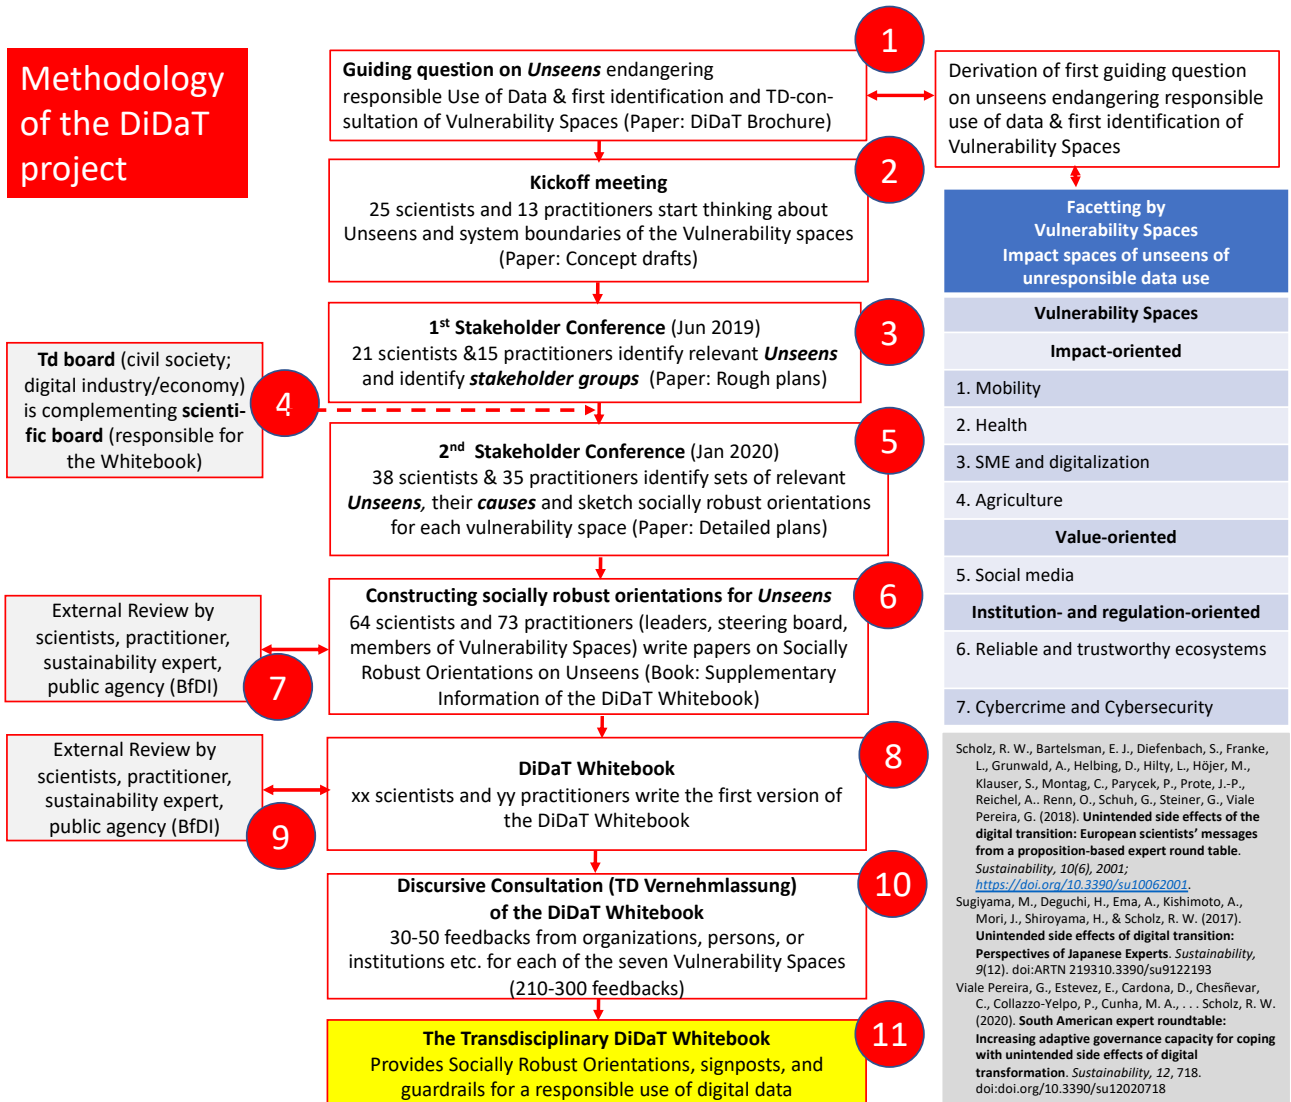 Methodology
of the DiDaT
project
1
Guiding question on Unseens endangering
responsible Use of Data & first identification and TD-con-
sultation of Vulnerability Spaces (Paper: DiDaT Brochure)
Derivation of first guiding question
on unseens endangering responsible
use of data & first identification of
Vulnerability Spaces
2
Kickoff meeting
25 scientists and 13 practitioners start thinking about
Unseens and system boundaries of the Vulnerability spaces
(Paper: Concept drafts)
3
1st Stakeholder Conference (Jun 2019)
21 scientists &15 practitioners identify relevant Unseens
and identify stakeholder groups (Paper: Rough plans)
Td board (civil society;
digital industry/economy)
is complementing scienti-
fic board (responsible for
the Whitebook)
4
5
2nd Stakeholder Conference (Jan 2020)
38 scientists & 35 practitioners identify sets of relevant
Unseens, their causes and sketch socially robust orientations
for each vulnerability space (Paper: Detailed plans)
6
Constructing socially robust orientations for Unseens
64 scientists and 73 practitioners (leaders, steering board,
members of Vulnerability Spaces) write papers on Socially
Robust Orientations on Unseens (Book: Supplementary
Information of the DiDaT Whitebook)
External Review by
scientists, practitioner,
sustainability expert,
public agency (BfDI)
7
8
DiDaT Whitebook
xx scientists and yy practitioners write the first version of
the DiDaT Whitebook
External Review by
scientists, practitioner,
sustainability expert,
public agency (BfDI)
9
10
Discursive Consultation (TD Vernehmlassung)
of the DiDaT Whitebook
30-50 feedbacks from organizations, persons, or
institutions etc. for each of the seven Vulnerability Spaces
(210-300 feedbacks)
11
The Transdisciplinary DiDaT Whitebook
Provides Socially Robust Orientations, signposts, and
guardrails for a responsible use of digital data
Facetting by
Vulnerability Spaces
Impact spaces of unseens of
unresponsible data use
Vulnerability Spaces
Impact-oriented
1. Mobility
2. Health
3. SME and digitalization
4. Agriculture
Value-oriented
5. Social media
Institution- and regulation-oriented
6. Reliable and trustworthy ecosystems
7. Cybercrime and Cybersecurity
Scholz, R. W., Bartelsman, E. J., Diefenbach, S., Franke,
L., Grunwald, A., Helbing, D., Hilty, L., Höjer, M.,
Klauser, S., Montag, C., Parycek, P., Prote, J.-P.,
Reichel, A.. Renn, O., Schuh, G., Steiner, G., Viale
Pereira, G. (2018). Unintended side effects of the
digital transition: European scientists' messages
from a proposition-based expert round table.
Sustainability, 10(6), 2001;
https://doi.org/10.3390/su10062001.
Sugiyama, M., Deguchi, H., Ema, A., Kishimoto, A.,
Mori, J., Shiroyama, H., & Scholz, R. W. (2017).
Unintended side effects of digital transition:
Perspectives of Japanese Experts. Sustainability,
9(12). doi:ARTN 219310.3390/su9122193
Viale Pereira, G., Estevez, E., Cardona, D., Chesñevar,
C., Collazzo-Yelpo, P., Cunha, M. A., . . . Scholz, R. W.
(2020). South American expert roundtable:
Increasing adaptive governance capacity for coping
with unintended side effects of digital
transformation. Sustainability, 12, 718.
doi:doi.org/10.3390/su12020718